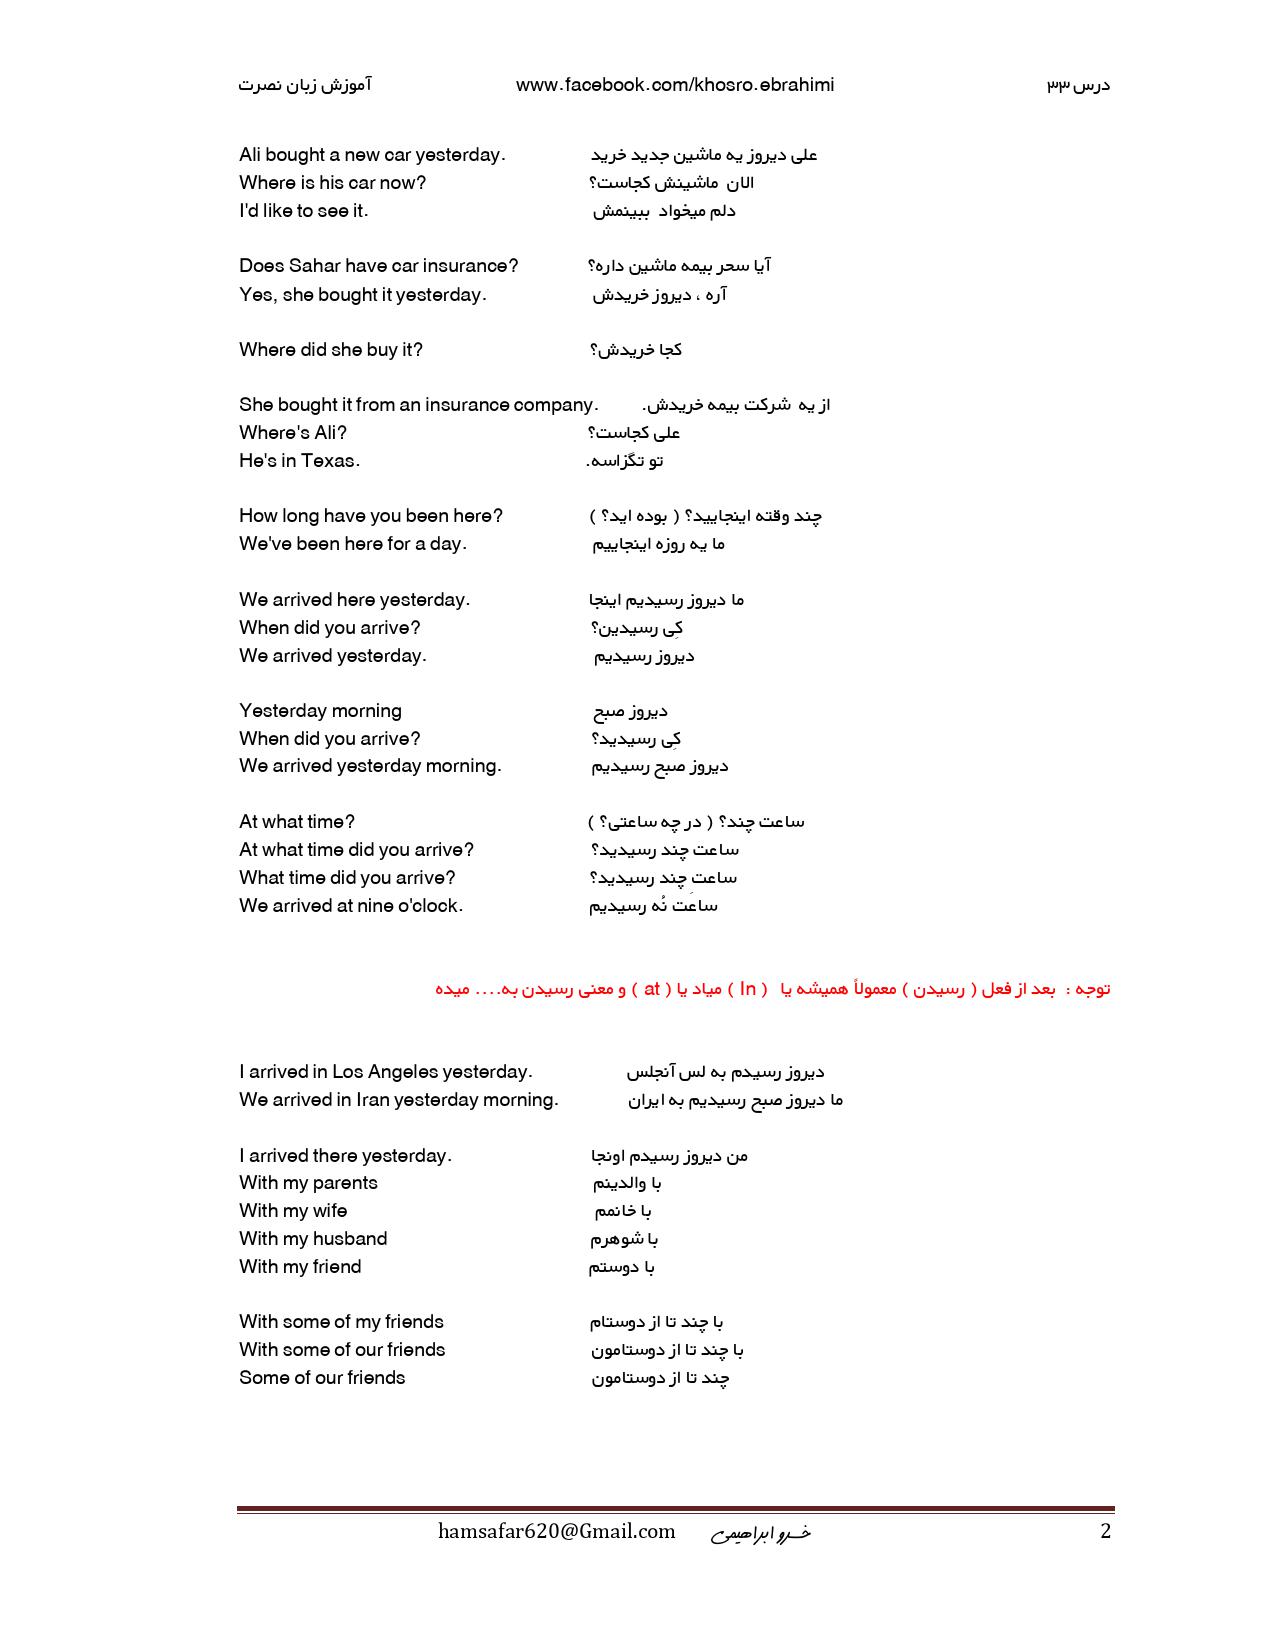 آموزش زبان نصرت www.facebook.com/khosro.ebrahimi درس ۳۳
Ali bought a new car yesterday. علی دیروز یه ماشین جدید خرید
Where is his car now? الان ماشینش کجاست؟
I'd like to see it. دلم میخواد ببینمش
Does Sahar have car insurance? آیا سحر بیمه ماشین داره؟
Yes, she bought it yesterday. آره ، دیروز خریدش
Where did she buy it? کجا خریدش؟
She bought it from an insurance company. از یه شرکت بیمه خریدش.
Where's Ali? علی کجاست؟
He's in Texas. تو تگزاسه.
How long have you been here? چند وقته اینجایید؟ ( بوده اید؟ )
We've been here for a day. ما یه روزه اینجاییم
We arrived here yesterday. ما دیروز رسیدیم اینجا
When did you arrive? کِی رسیدین؟
We arrived yesterday. دیروز رسیدیم
Yesterday morning دیروز صبح
When did you arrive? کِی رسیدید؟
We arrived yesterday morning. دیروز صبح رسیدیم
At what time? ساعت چند؟ ( در چه ساعتی؟ )
At what time did you arrive? ساعت چند رسیدید؟
What time did you arrive? ساعتِ چند رسیدید؟
We arrived at nine o'clock. ساعت نُه رسیدیم
توجه : بعد از فعل ( رسیدن ) معمولاً همیشه یا ( In ) میاد یا ( at ) و معنی رسیدن به.... میده
I arrived in Los Angeles yesterday. دیروز رسیدم به لس آنجلس
We arrived in Iran yesterday morning. ما دیروز صبح رسیدیم به ایران
I arrived there yesterday. من دیروز رسیدم اونجا
With my parents با والدینم
With my wife با خانمم
With my husband با شوهرم
With my friend با دوستم
With some of my friends با چند تا از دوستام
With some of our friends با چند تا از دوستامون
Some of our friends چند تا از دوستامون
hamsafar620@Gmail.com خسرو ابراهیمی 2